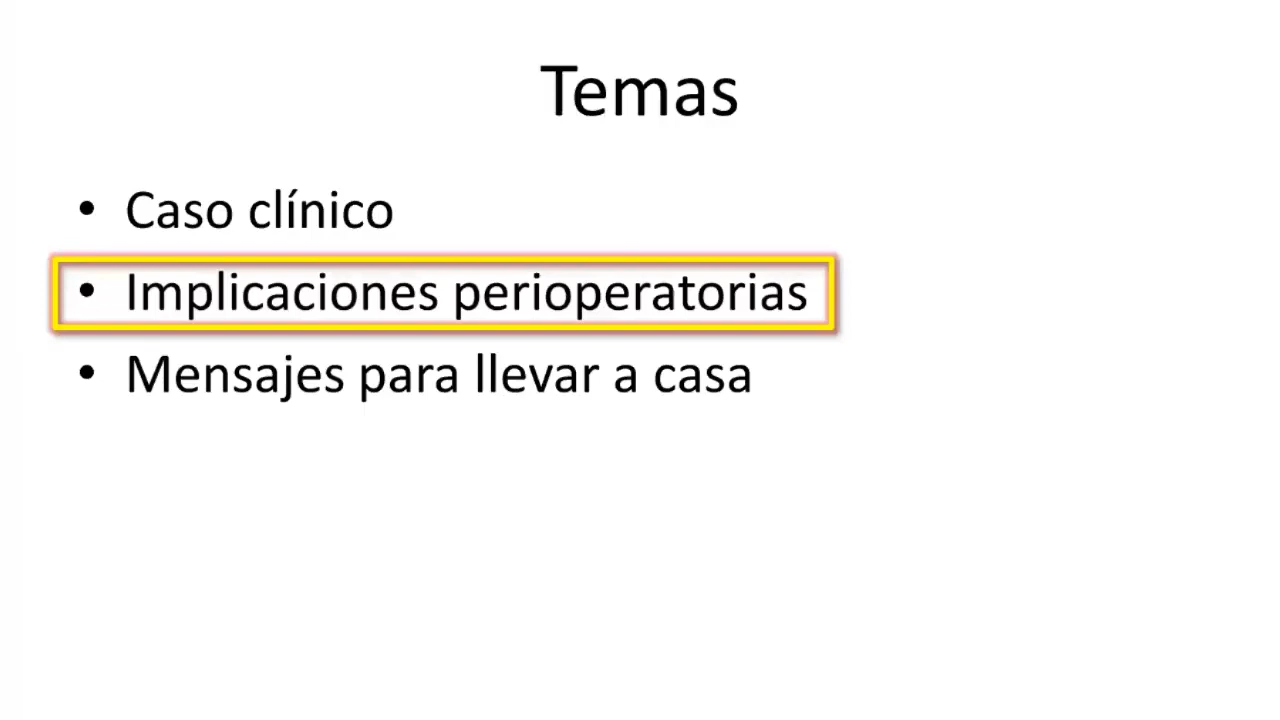 Temas
• Caso clínico
• Implicaciones perioperatorias
• Mensajes para llevar a casa